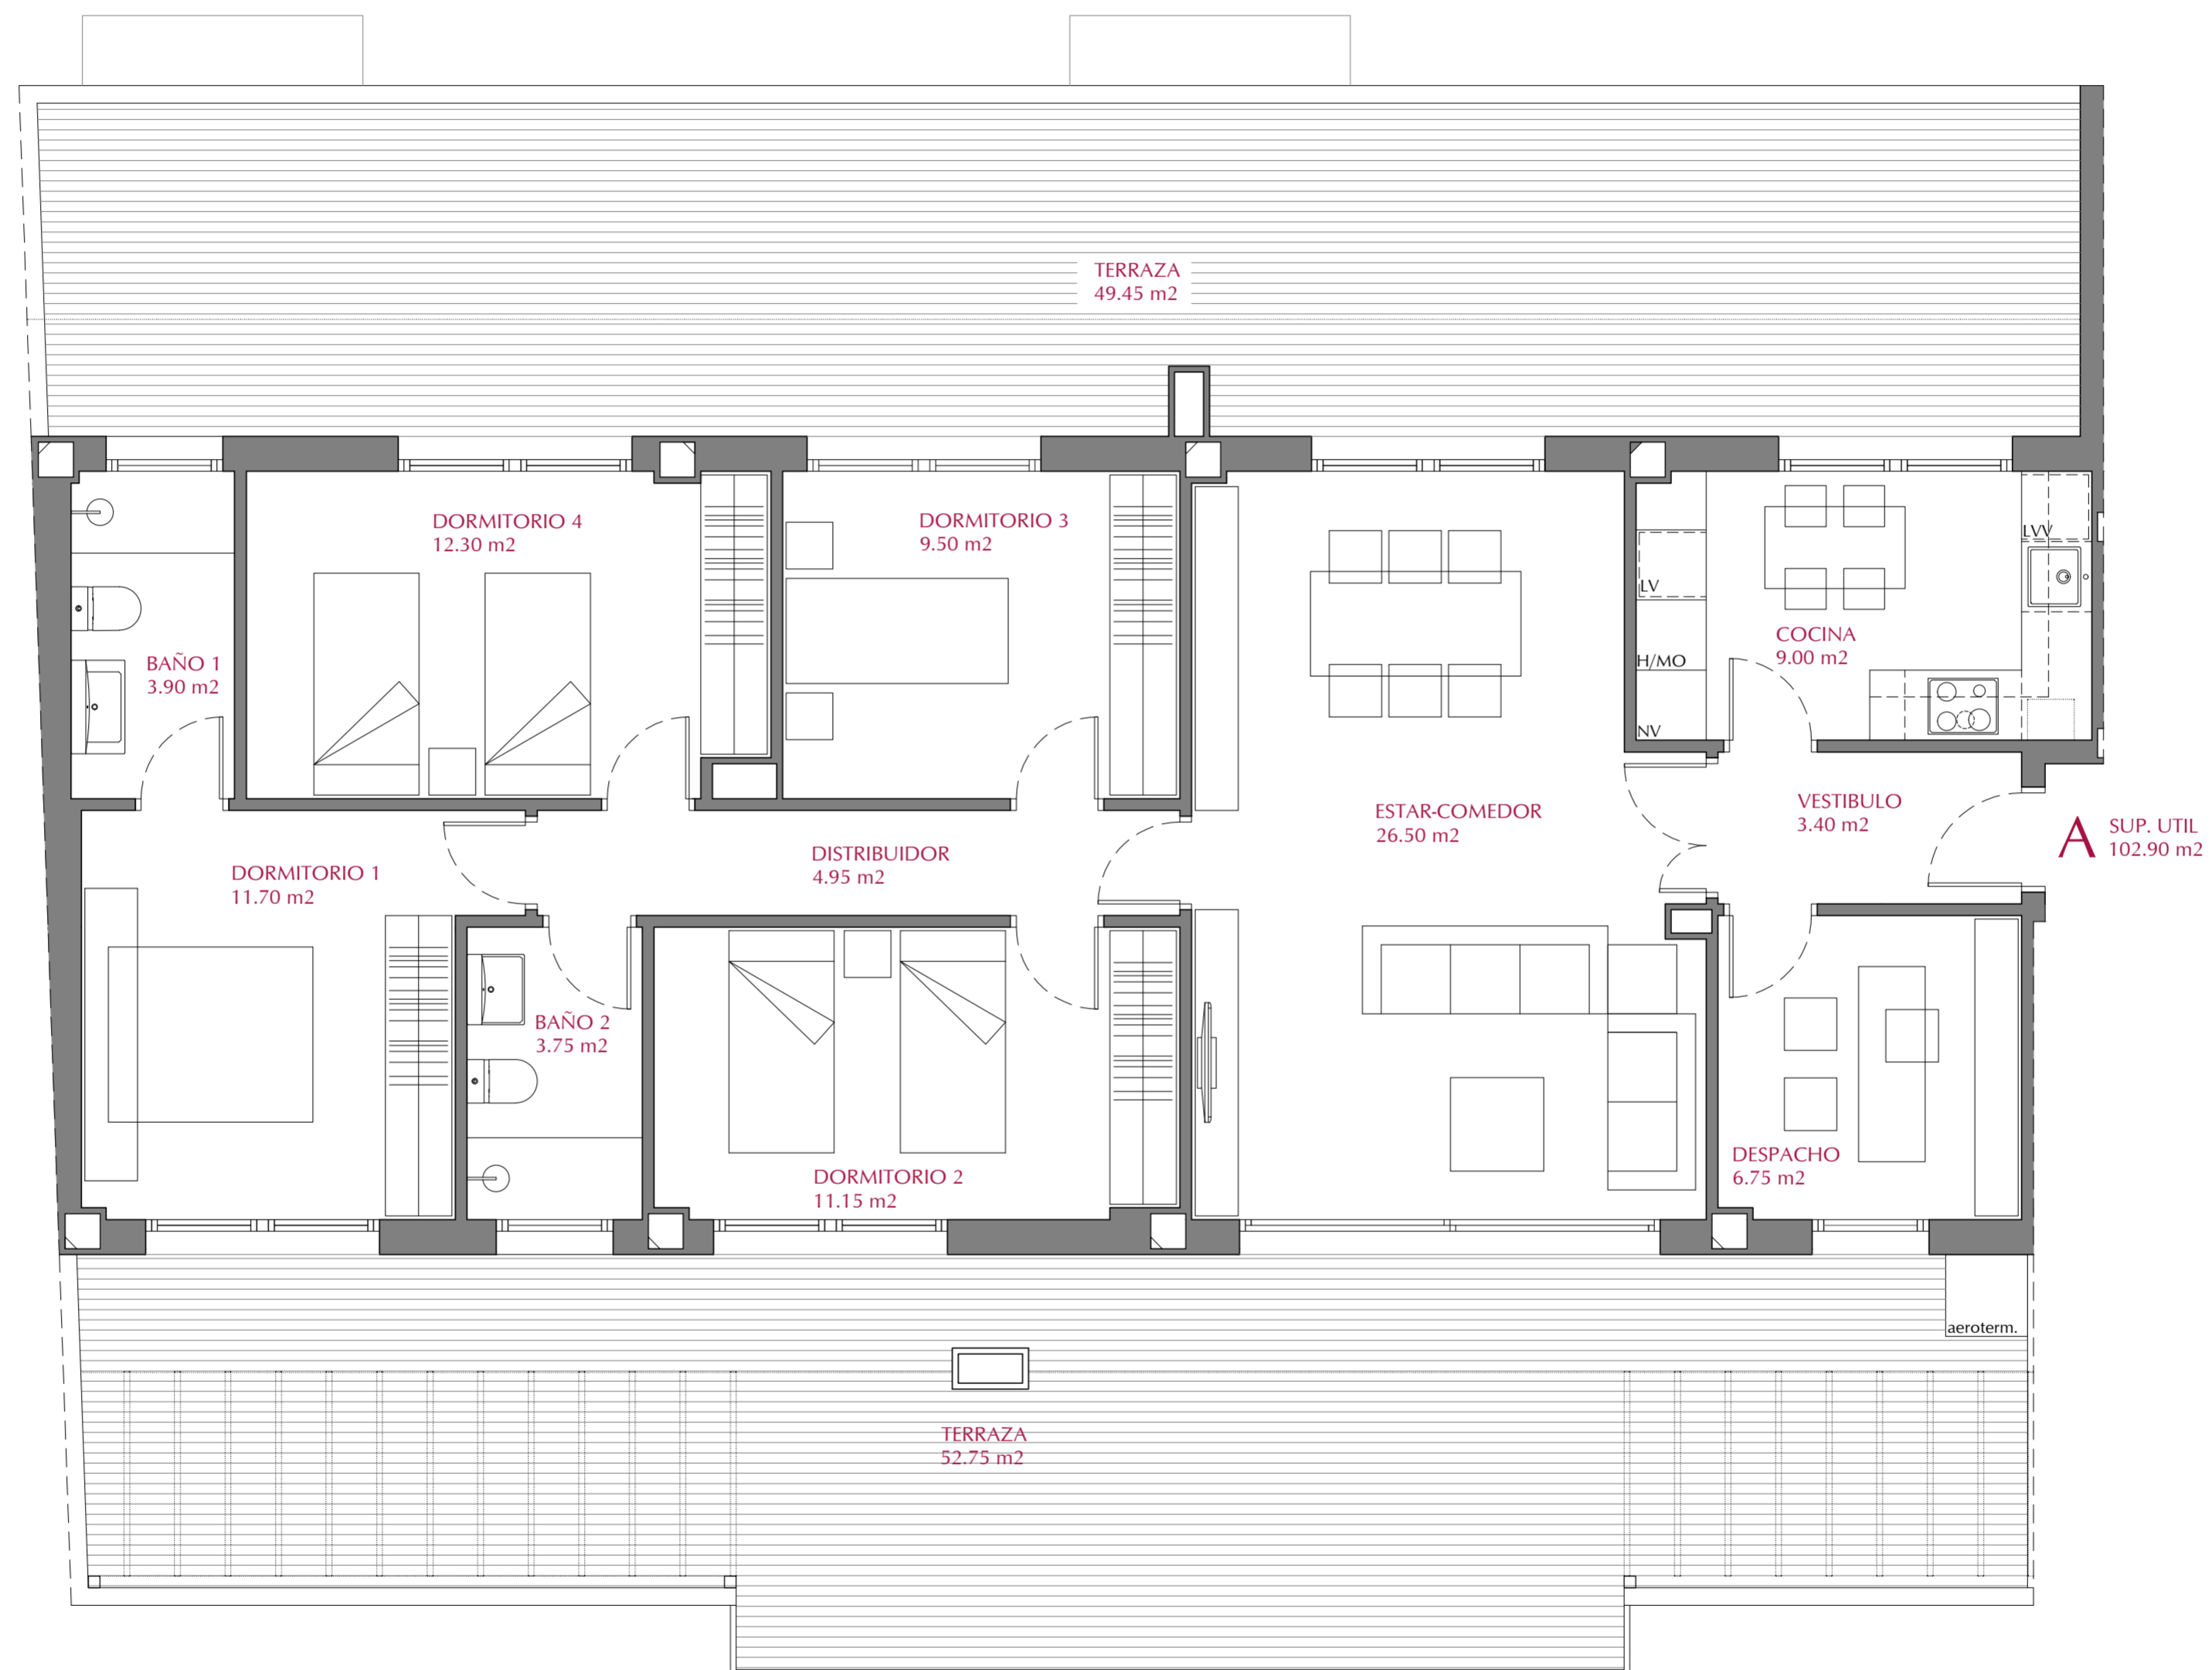 TERRAZA
49.45 m2
DORMITORIO 4
12.30 m2
DORMITORIO 3
9.50 m2
LVV
LV
COCINA
9.00 m2
H/MO
NV
BAÑO 1
3.90 m2
ESTAR-COMEDOR
26.50 m2
VESTIBULO
3.40 m2
A
SUP. UTIL
102.90 m2
DISTRIBUIDOR
4.95 m2
DORMITORIO 1
11.70 m2
BAÑO 2
3.75 m2
DORMITORIO 2
11.15 m2
DESPACHO
6.75 m2
aeroterm.
TERRAZA
52.75 m2